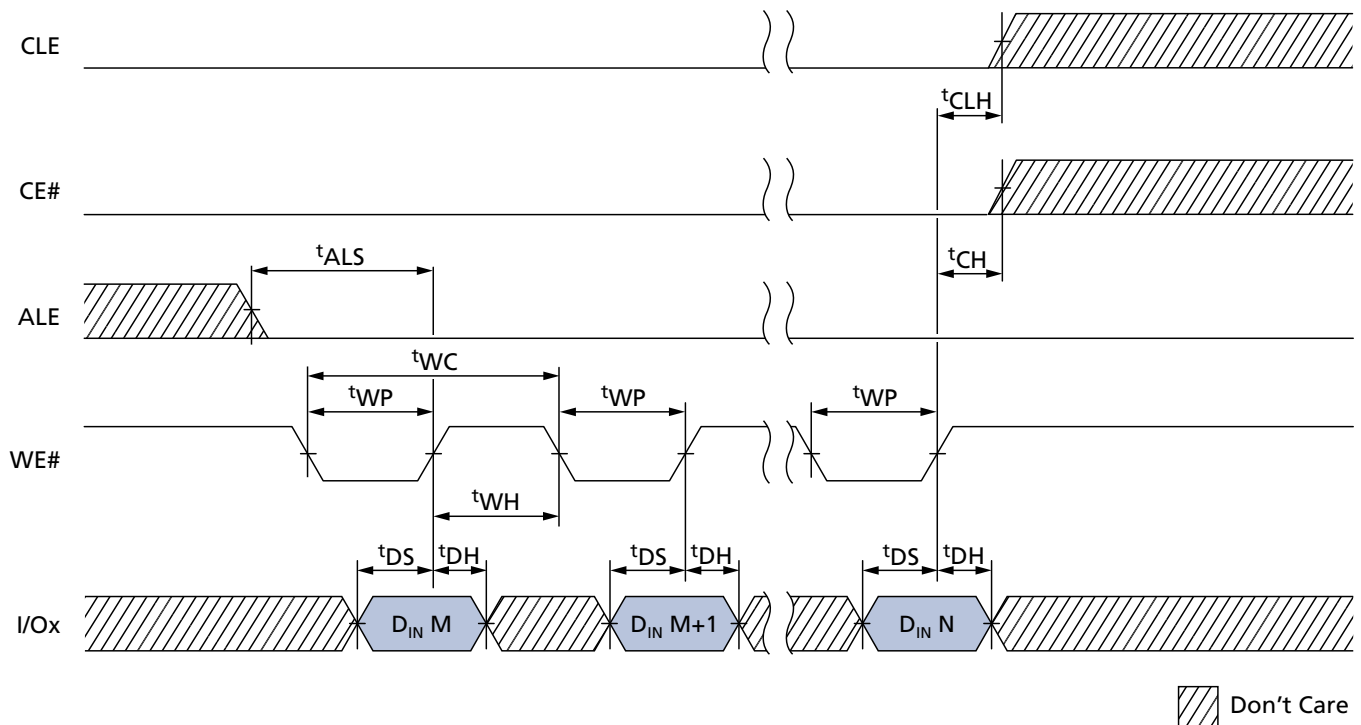 CLE
tCLH
CE#
tCH
tALS
ALE
tWC
tWP tWP tWP
WE#
tWH
tDS tDH tDS tDH tDS tDH
I/Ox DIN M DIN M+1 DIN N
Don't Care